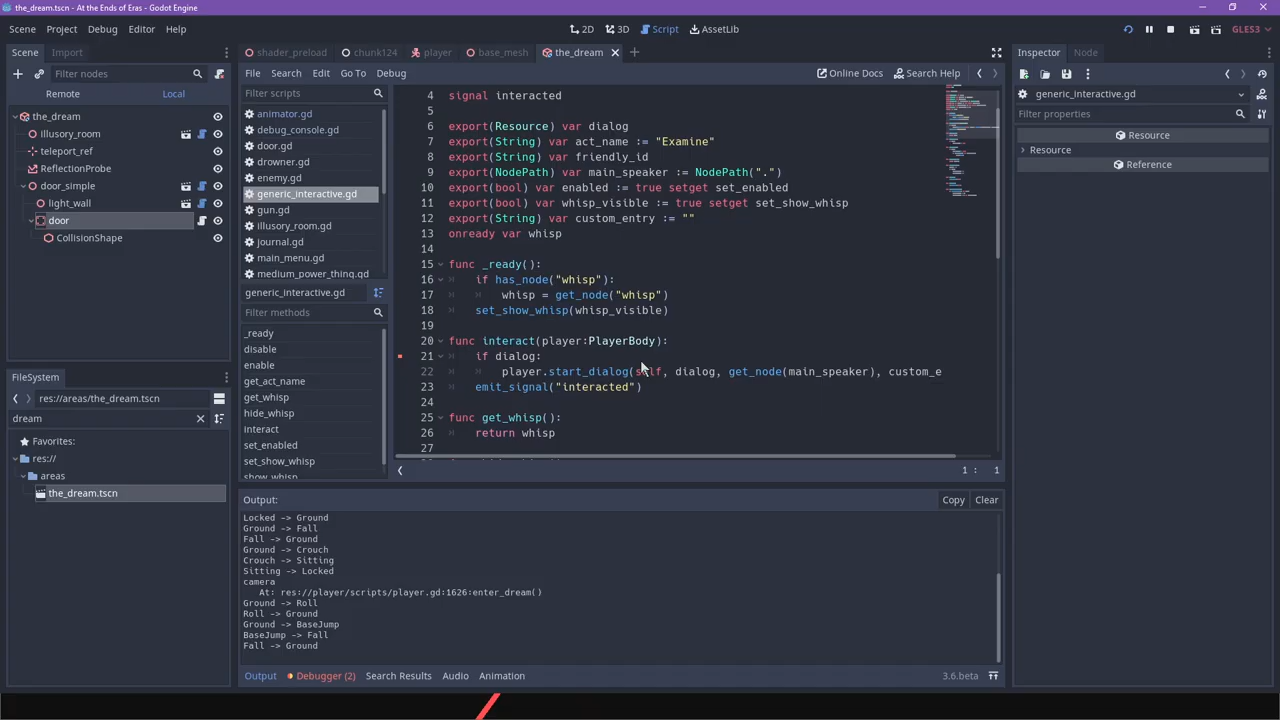 the_dream.tscn - At the Ends of Eras - Godot Engine
Scene Project Debug Editor Help
2D 3D Script AssetLib
GLES3
Scene Import
Filter nodes
Remote Local
the_dream
illusory_room
teleport_ref
ReflectionProbe
door_simple
light_wall
door
CollisionShape
FileSystem
res://areas/the_dream.tscn
dream
Favorites:
res://
areas
the_dream.tscn
shader_preload chunk124 player base_mesh the_dream
File Search Edit Go To Debug
Online Docs Search Help
Filter scripts
animator.gd
debug_console.gd
door.gd
drowner.gd
enemy.gd
generic_interactive.gd
gun.gd
illusory_room.gd
journal.gd
main_menu.gd
medium_power_thing.gd
generic_interactive.gd
Filter methods
_ready
disable
enable
get_act_name
get_whisp
hide_whisp
interact
set_enabled
set_show_whisp
show_whisp
4 signal interacted
5
6 export(Resource) var dialog
7 export(String) var act_name := "Examine"
8 export(String) var friendly_id
9 export(NodePath) var main_speaker := NodePath(".")
10 export(bool) var enabled := true setget set_enabled
11 export(bool) var whisp_visible := true setget set_show_whisp
12 export(String) var custom_entry := ""
13 onready var whisp
14
15 func _ready():
16 if has_node("whisp"):
17 whisp = get_node("whisp")
18 set_show_whisp(whisp_visible)
19
20 func interact(player:PlayerBody):
21 if dialog:
22 player.start_dialog(self, dialog, get_node(main_speaker), custom_e
23 emit_signal("interacted")
24
25 func get_whisp():
26 return whisp
27
1 : 1
Output:
Copy Clear
Locked -> Ground
Ground -> Fall
Fall -> Ground
Ground -> Crouch
Crouch -> Sitting
Sitting -> Locked
camera
At: res://player/scripts/player.gd:1626:enter_dream()
Ground -> Roll
Roll -> Ground
Ground -> BaseJump
BaseJump -> Fall
Fall -> Ground
Output Debugger (2) Search Results Audio Animation
3.6.beta
Inspector Node
generic_interactive.gd
Filter properties
Resource
Resource
Reference